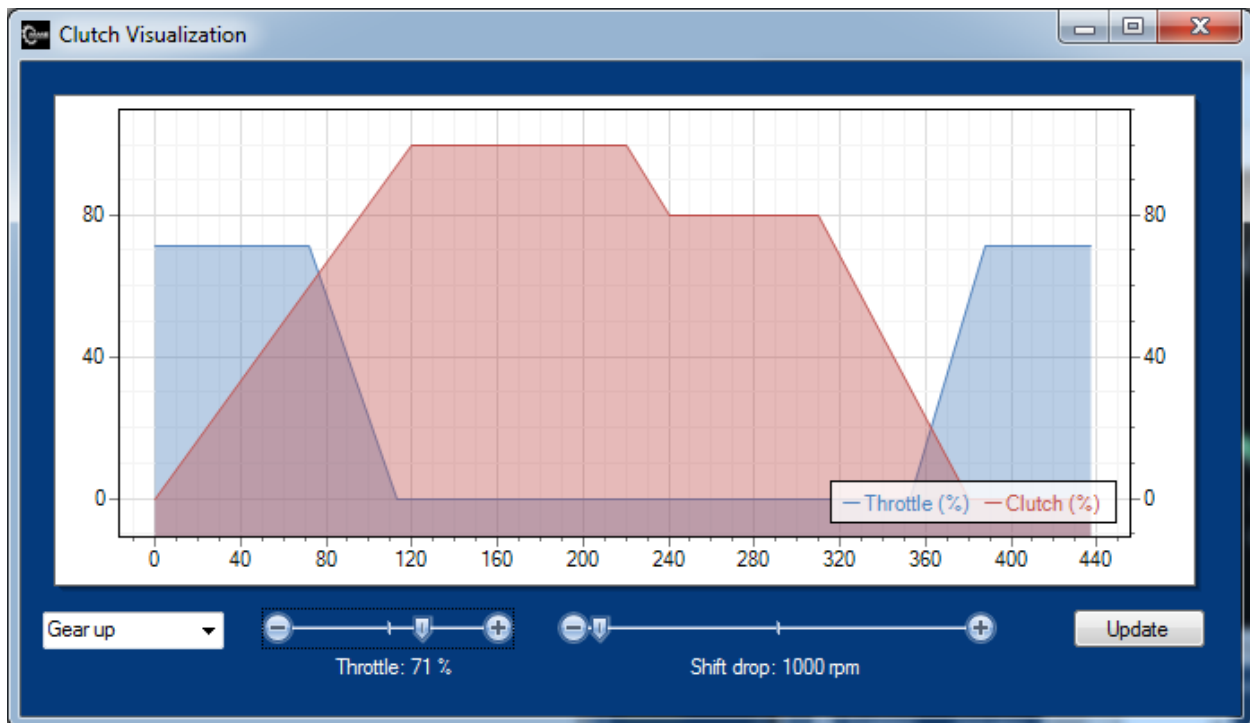 Clutch Visualization
80
80
40
40
0
0
Throttle (%) Clutch (%)
0 40 80 120 160 200 240 280 320 360 400 440
Gear up
Update
Throttle: 71 %
Shift drop: 1000 rpm